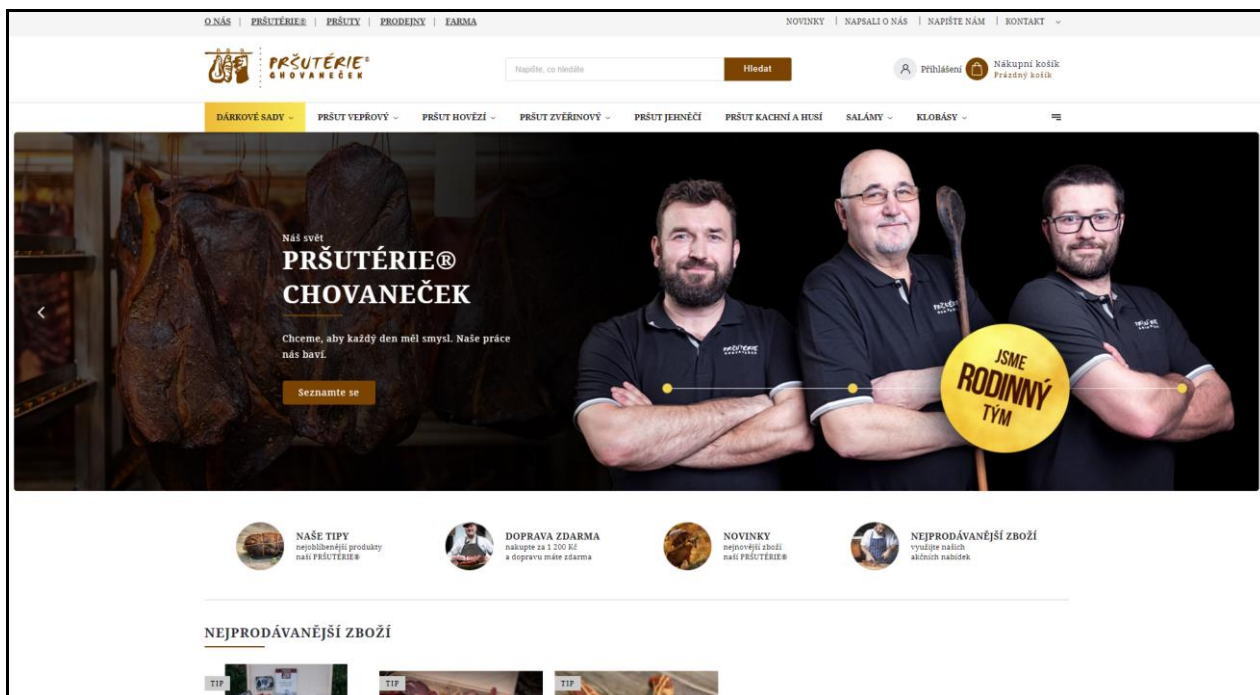 O NÁS | PRŠUTÉRIE® | PRŠUTY | PRODEJNY | FARMA
NOVINKY | NAPSALI O NÁS | NAPIŠTE NÁM | KONTAKT
PRŠUTÉRIE®
CHOVANEČEK
Napište, co hledáte
Hledat
Přihlášení
Nákupní košík
Prázdný košík
DÁRKOVÉ SADY
PRŠUT VEPŘOVÝ
PRŠUT HOVĚZÍ
PRŠUT ZVĚŘINOVÝ
PRŠUT JEHNĚČÍ
PRŠUT KACHNÍ A HUSÍ
SALÁMY
KLOBÁSY
Náš svět
PRŠUTÉRIE®
CHOVANEČEK
Chceme, aby každý den měl smysl. Naše práce
nás baví.
Seznamte se
PRŠUTÉRIE
CHOVANEČEK
JSME
RODINNÝ
TÝM
NAŠE TIPY
nejoblíbenější produkty
naší PRŠUTÉRIE®
DOPRAVA ZDARMA
nakupte za 1 200 Kč
a dopravu máte zdarma
NOVINKY
nejnovější zboží
naší PRŠUTÉRIE®
NEJPRODÁVANĚJŠÍ ZBOŽÍ
využijte našich
akčních nabídek
NEJPRODÁVANĚJŠÍ ZBOŽÍ
TIP
TIP
TIP